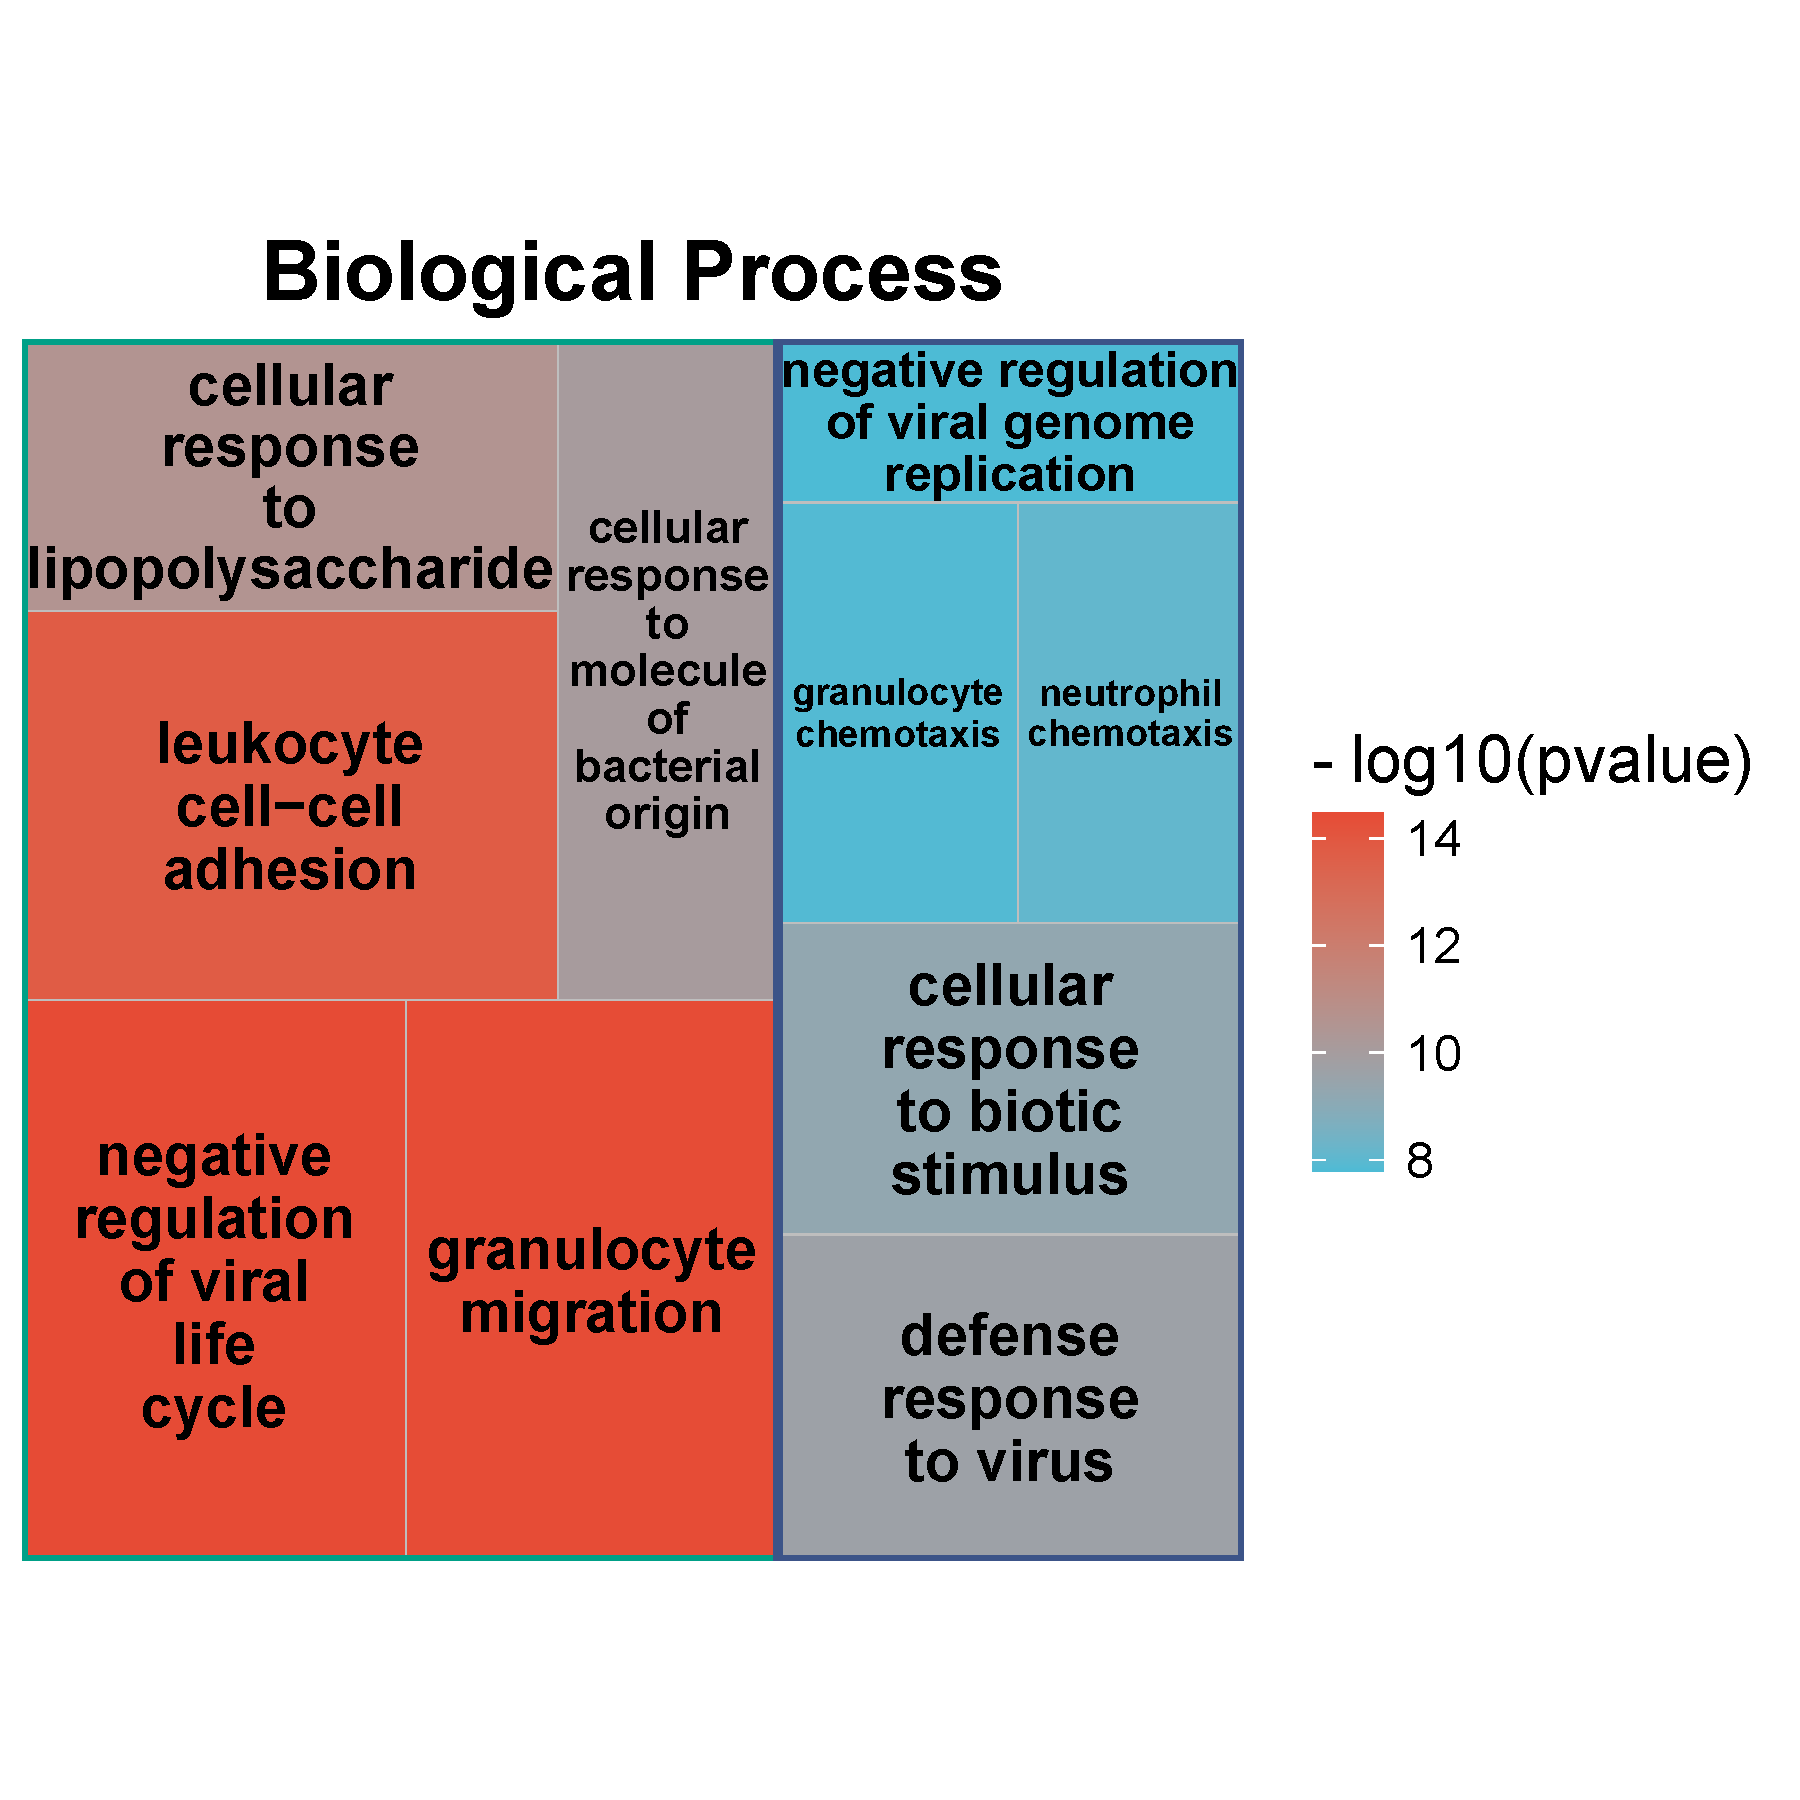 Biological Process
cellular
response
to
lipopolysaccharide
cellular
response
to
molecule
of
bacterial
origin
leukocyte
cell−cell
adhesion
negative
regulation
of viral
life
cycle
granulocyte
migration
negative regulation
of viral genome
replication
granulocyte
chemotaxis
neutrophil
chemotaxis
cellular
response
to biotic
stimulus
defense
response
to virus
- log10(pvalue)
14
12
10
8